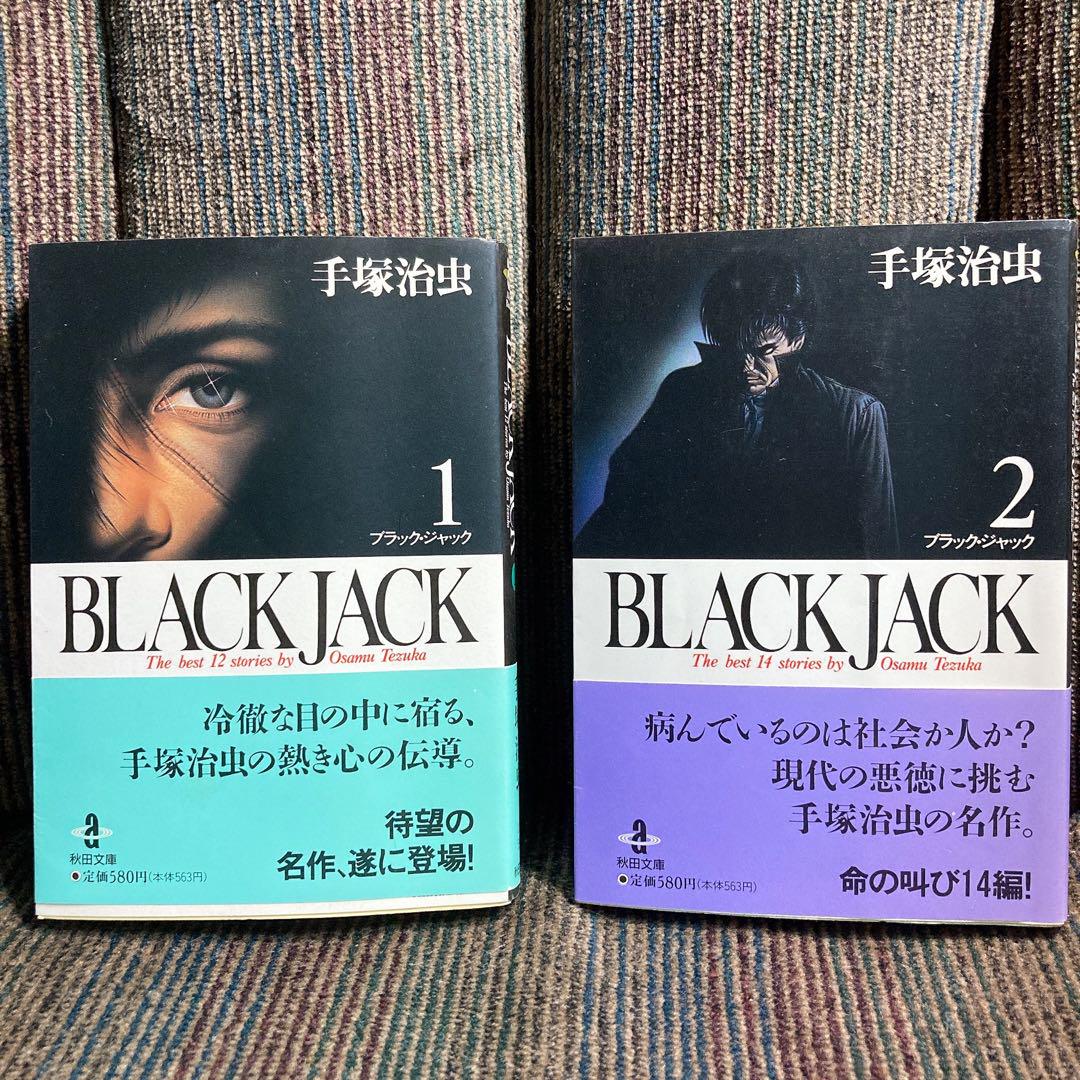 手塚治虫
1
ブラック・ジャック
BLACK JACK
The best 12 stories by Osamu Tezuka
冷徹な目の中に宿る、
手塚治虫の熱き心の伝導。
待望の
名作、遂に登場!
a
秋田文庫
●定価580円(本体563円)
手塚治虫
2
ブラック・ジャック
BLACK JACK
The best 14 stories by Osamu Tezuka
病んでいるのは社会か人か?
現代の悪徳に挑む
手塚治虫の名作。
命の叫び14編!
a
秋田文庫
●定価580円(本体563円)